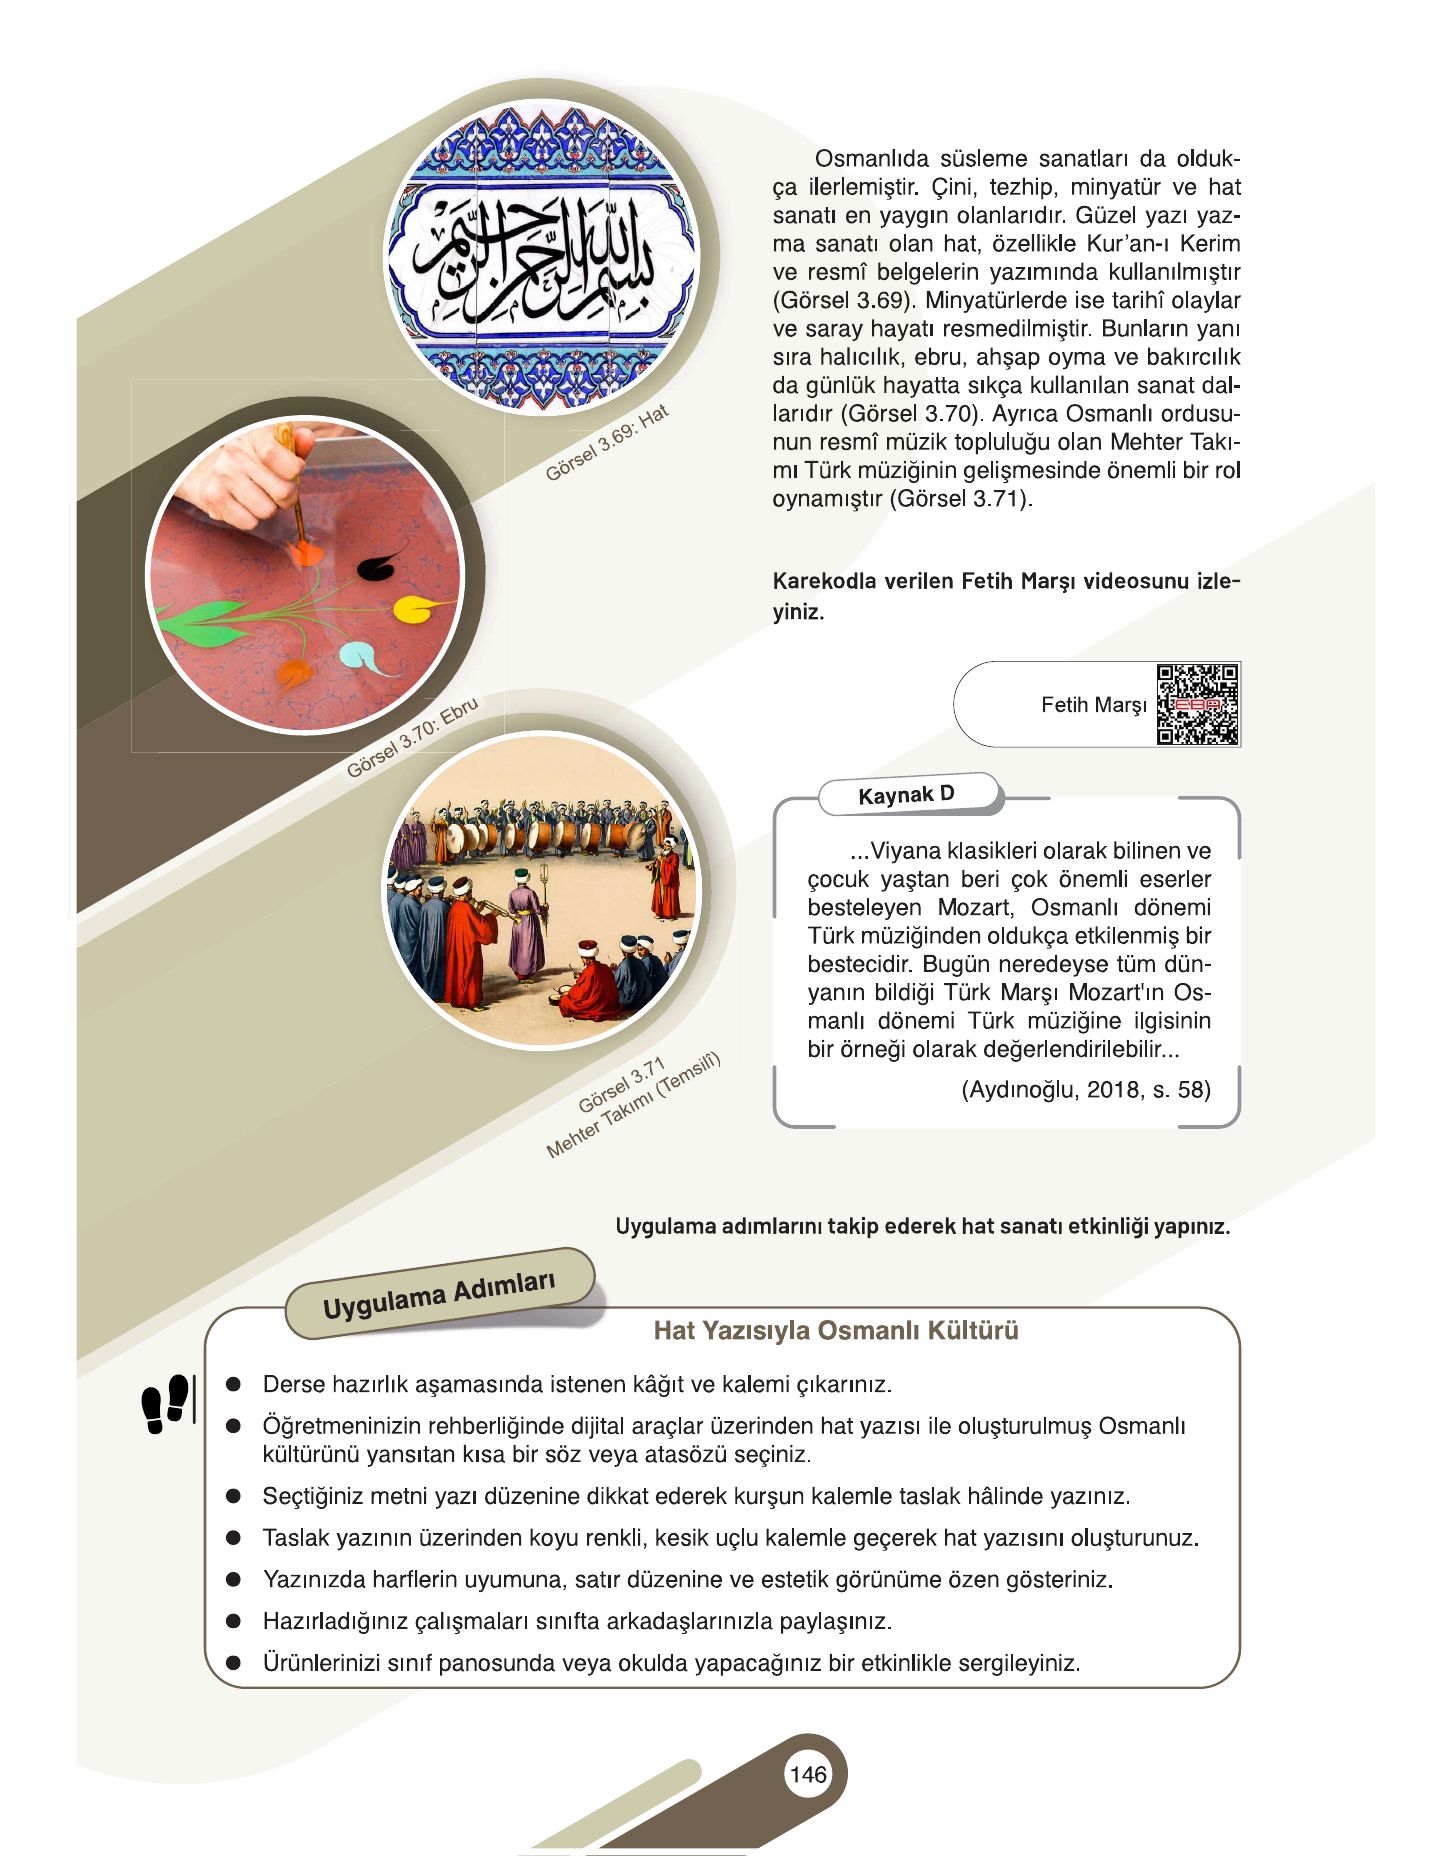 بسم الله الرحمن الرحيم
Görsel 3.69: Hat
Görsel 3.70: Ebru
Görsel 3.71
Mehter Takımı (Temsilî)
Osmanlıda süsleme sanatları da olduk-
ça ilerlemiştir. Çini, tezhip, minyatür ve hat
sanatı en yaygın olanlarıdır. Güzel yazı yaz-
ma sanatı olan hat, özellikle Kur’an-ı Kerim
ve resmî belgelerin yazımında kullanılmıştır
(Görsel 3.69). Minyatürlerde ise tarihî olaylar
ve saray hayatı resmedilmiştir. Bunların yanı
sıra halıcılık, ebru, ahşap oyma ve bakırcılık
da günlük hayatta sıkça kullanılan sanat dal-
larıdır (Görsel 3.70). Ayrıca Osmanlı ordusu-
nun resmî müzik topluluğu olan Mehter Takı-
mı Türk müziğinin gelişmesinde önemli bir rol
oynamıştır (Görsel 3.71).
Karekodla verilen Fetih Marşı videosunu izle-
yiniz.
Fetih Marşı
EBA
Kaynak D
...Viyana klasikleri olarak bilinen ve
çocuk yaştan beri çok önemli eserler
besteleyen Mozart, Osmanlı dönemi
Türk müziğinden oldukça etkilenmiş bir
bestecidir. Bugün neredeyse tüm dün-
yanın bildiği Türk Marşı Mozart'ın Os-
manlı dönemi Türk müziğine ilgisinin
bir örneği olarak değerlendirilebilir...
(Aydınoğlu, 2018, s. 58)
Uygulama adımlarını takip ederek hat sanatı etkinliği yapınız.
Uygulama Adımları
Hat Yazısıyla Osmanlı Kültürü
● Derse hazırlık aşamasında istenen kâğıt ve kalemi çıkarınız.
● Öğretmeninizin rehberliğinde dijital araçlar üzerinden hat yazısı ile oluşturulmuş Osmanlı
kültürünü yansıtan kısa bir söz veya atasözü seçiniz.
● Seçtiğiniz metni yazı düzenine dikkat ederek kurşun kalemle taslak hâlinde yazınız.
● Taslak yazının üzerinden koyu renkli, kesik uçlu kalemle geçerek hat yazısını oluşturunuz.
● Yazınızda harflerin uyumuna, satır düzenine ve estetik görünüme özen gösteriniz.
● Hazırladığınız çalışmaları sınıfta arkadaşlarınızla paylaşınız.
● Ürünlerinizi sınıf panosunda veya okulda yapacağınız bir etkinlikle sergileyiniz.
146